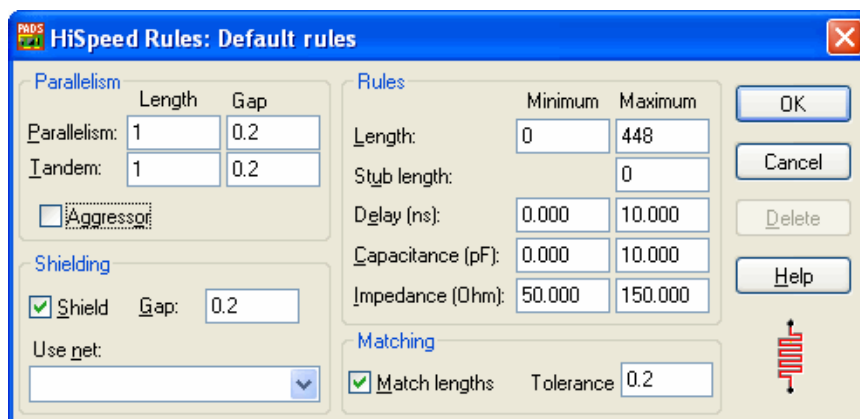 PADS
HiSpeed Rules: Default rules
Parallelism
Length Gap
Parallelism: 1 0.2
Tandem: 1 0.2
Aggressor
Shielding
Shield Gap: 0.2
Use net:
Rules
Minimum Maximum
Length: 0 448
Stub length: 0
Delay (ns): 0.000 10.000
Capacitance (pF): 0.000 10.000
Impedance (Ohm): 50.000 150.000
Matching
Match lengths Tolerance 0.2
OK
Cancel
Delete
Help